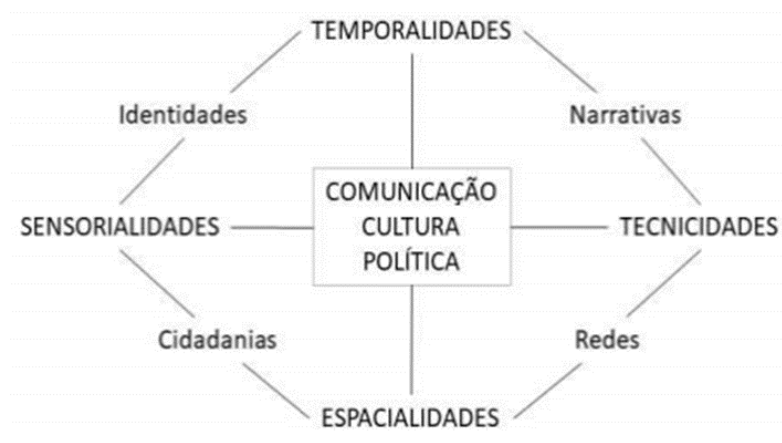 TEMPORALIDADES
Identidades
Narrativas
COMUNICAÇÃO
CULTURA
POLÍTICA
SENSORIALIDADES
TECNICIDADES
Cidadanias
Redes
ESPACIALIDADES